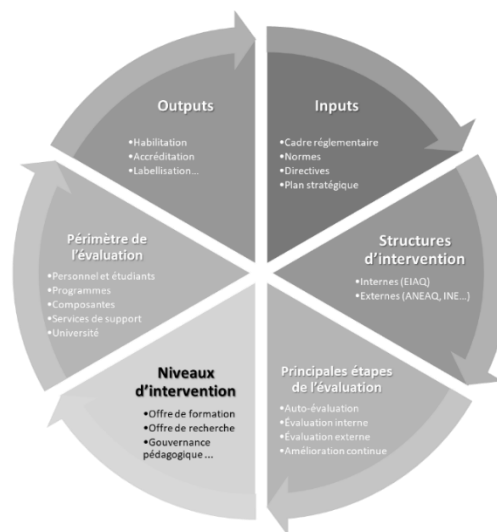 Outputs
•Habilitation
•Accréditation
•Labellisation...
Inputs
•Cadre réglementaire
•Normes
•Directives
•Plan stratégique
Structures
d'intervention
•Internes (EIAQ)
•Externes (ANEAQ, INE...)
Principales étapes
de l'évaluation
•Auto-évaluation
•Évaluation interne
•Évaluation externe
•Amélioration continue
Niveaux
d'intervention
•Offre de formation
•Offre de recherche
•Gouvernance
pédagogique ...
Périmètre de
l'évaluation
•Personnel et étudiants
•Programmes
•Composantes
•Services de support
•Université